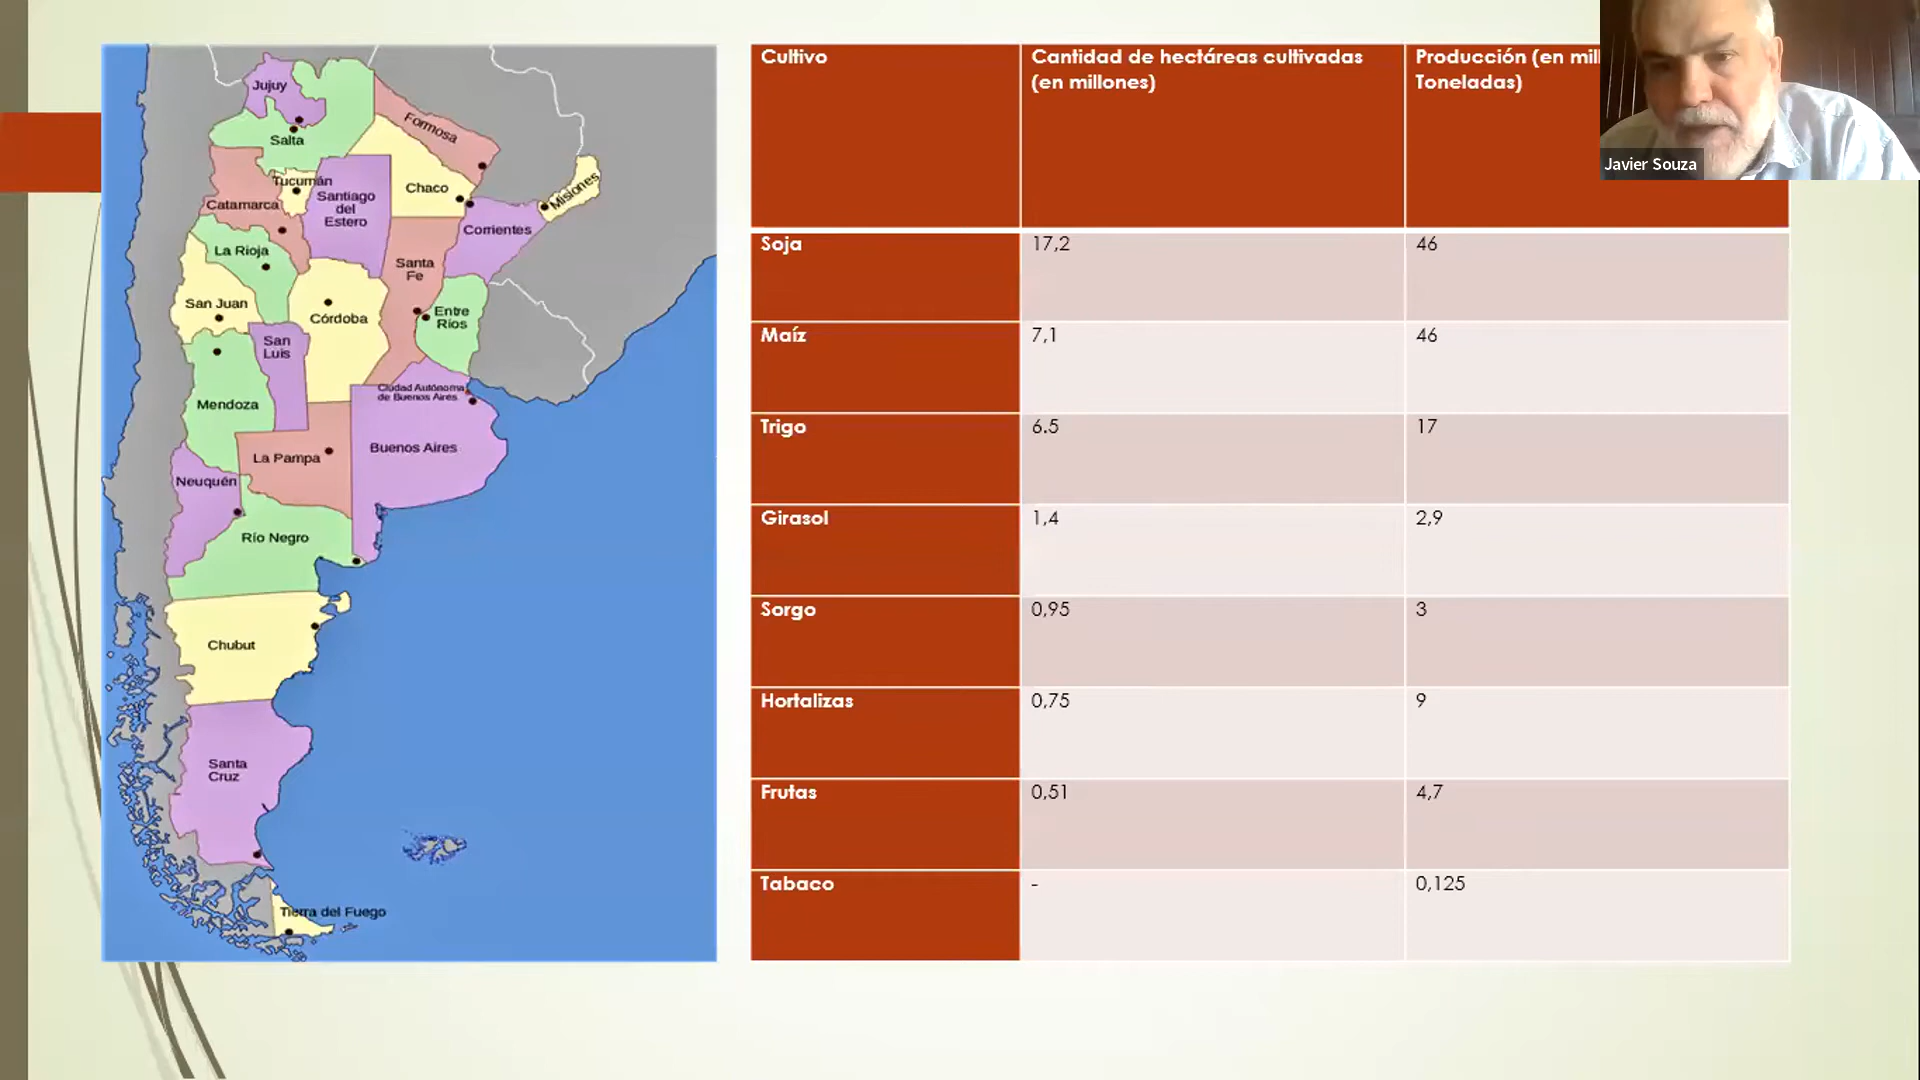 Jujuy
Salta
Formosa
Tucumán
Santiago
del
Estero
Chaco
Misiones
Catamarca
Corrientes
La Rioja
Santa
Fe
San Juan
Córdoba
Entre
Ríos
San
Luis
Ciudad Autónoma
de Buenos Aires
Mendoza
Buenos Aires
La Pampa
Neuquén
Río Negro
Chubut
Santa
Cruz
Tierra del Fuego
Cultivo
Cantidad de hectáreas cultivadas
(en millones)
Producción (en
Toneladas)
Soja 17,2 46
Maíz 7,1 46
Trigo 6.5 17
Girasol 1,4 2,9
Sorgo 0,95 3
Hortalizas 0,75 9
Frutas 0,51 4,7
Tabaco - 0,125
Javier Souza